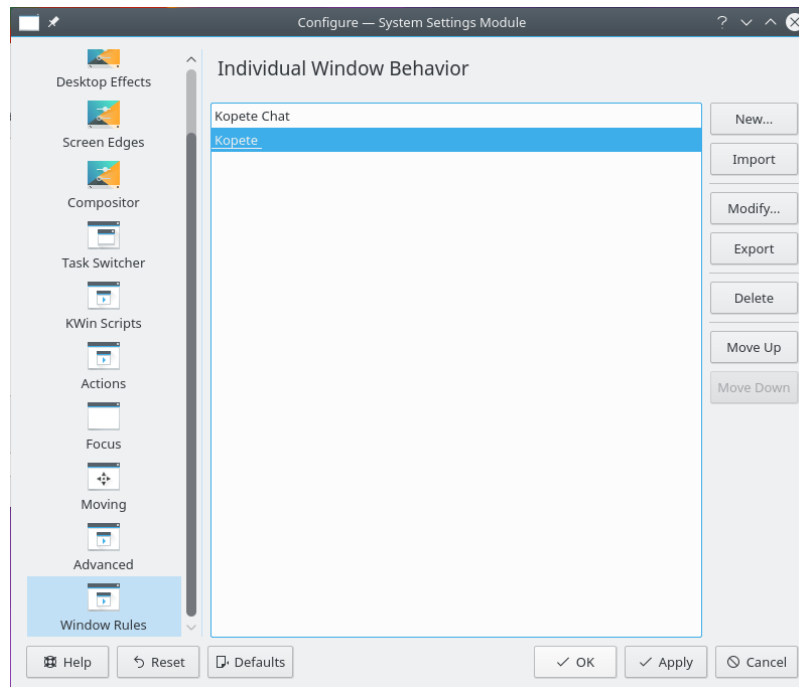 Configure — System Settings Module
?
Desktop Effects
Screen Edges
Compositor
Task Switcher
KWin Scripts
Actions
Focus
Moving
Advanced
Window Rules
Individual Window Behavior
Kopete Chat
Kopete
New...
Import
Modify...
Export
Delete
Move Up
Move Down
Help
Reset
Defaults
OK
Apply
Cancel